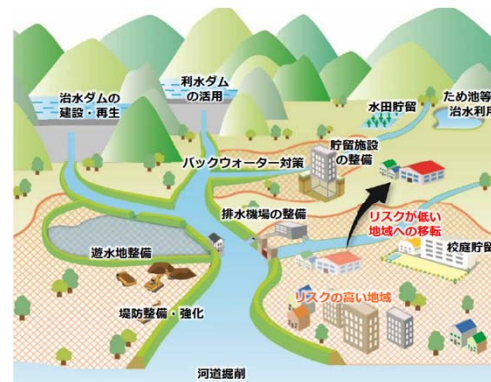 治水ダムの
建設・再生
利水ダム
の活用
水田貯留
ため池等の
治水利用
バックウォーター対策
貯留施設
の整備
排水機場の整備
リスクが低い
地域への移転
校庭貯留
遊水地整備
リスクの高い地域
堤防整備・強化
河道掘削